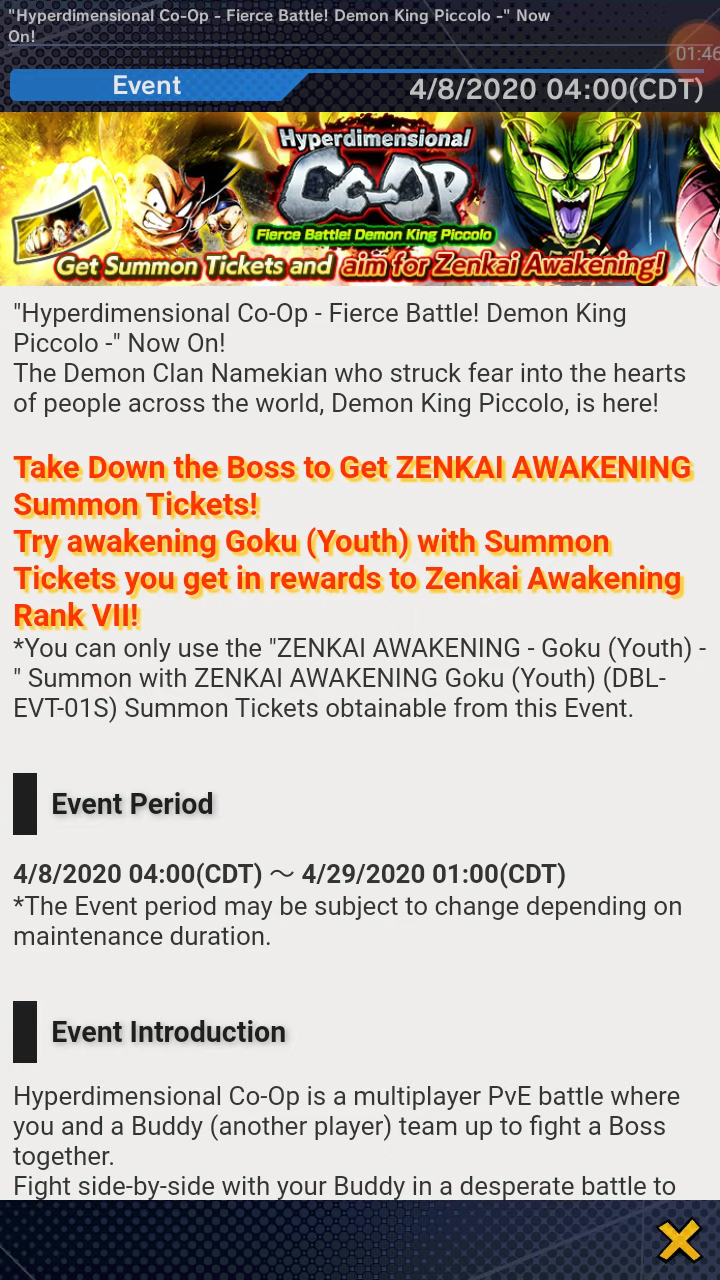 "Hyperdimensional Co-Op - Fierce Battle! Demon King Piccolo -" Now
On!
01:46
Event
4/8/2020 04:00(CDT)
Hyperdimensional
Co-OP
Fierce Battle! Demon King Piccolo
Get Summon Tickets and aim for Zenkai Awakening!
"Hyperdimensional Co-Op - Fierce Battle! Demon King
Piccolo -" Now On!
The Demon Clan Namekian who struck fear into the hearts
of people across the world, Demon King Piccolo, is here!
Take Down the Boss to Get ZENKAI AWAKENING
Summon Tickets!
Try awakening Goku (Youth) with Summon
Tickets you get in rewards to Zenkai Awakening
Rank VII!
*You can only use the "ZENKAI AWAKENING - Goku (Youth) -
" Summon with ZENKAI AWAKENING Goku (Youth) (DBL-
EVT-01S) Summon Tickets obtainable from this Event.
Event Period
4/8/2020 04:00(CDT) ～ 4/29/2020 01:00(CDT)
*The Event period may be subject to change depending on
maintenance duration.
Event Introduction
Hyperdimensional Co-Op is a multiplayer PvE battle where
you and a Buddy (another player) team up to fight a Boss
together.
Fight side-by-side with your Buddy in a desperate battle to